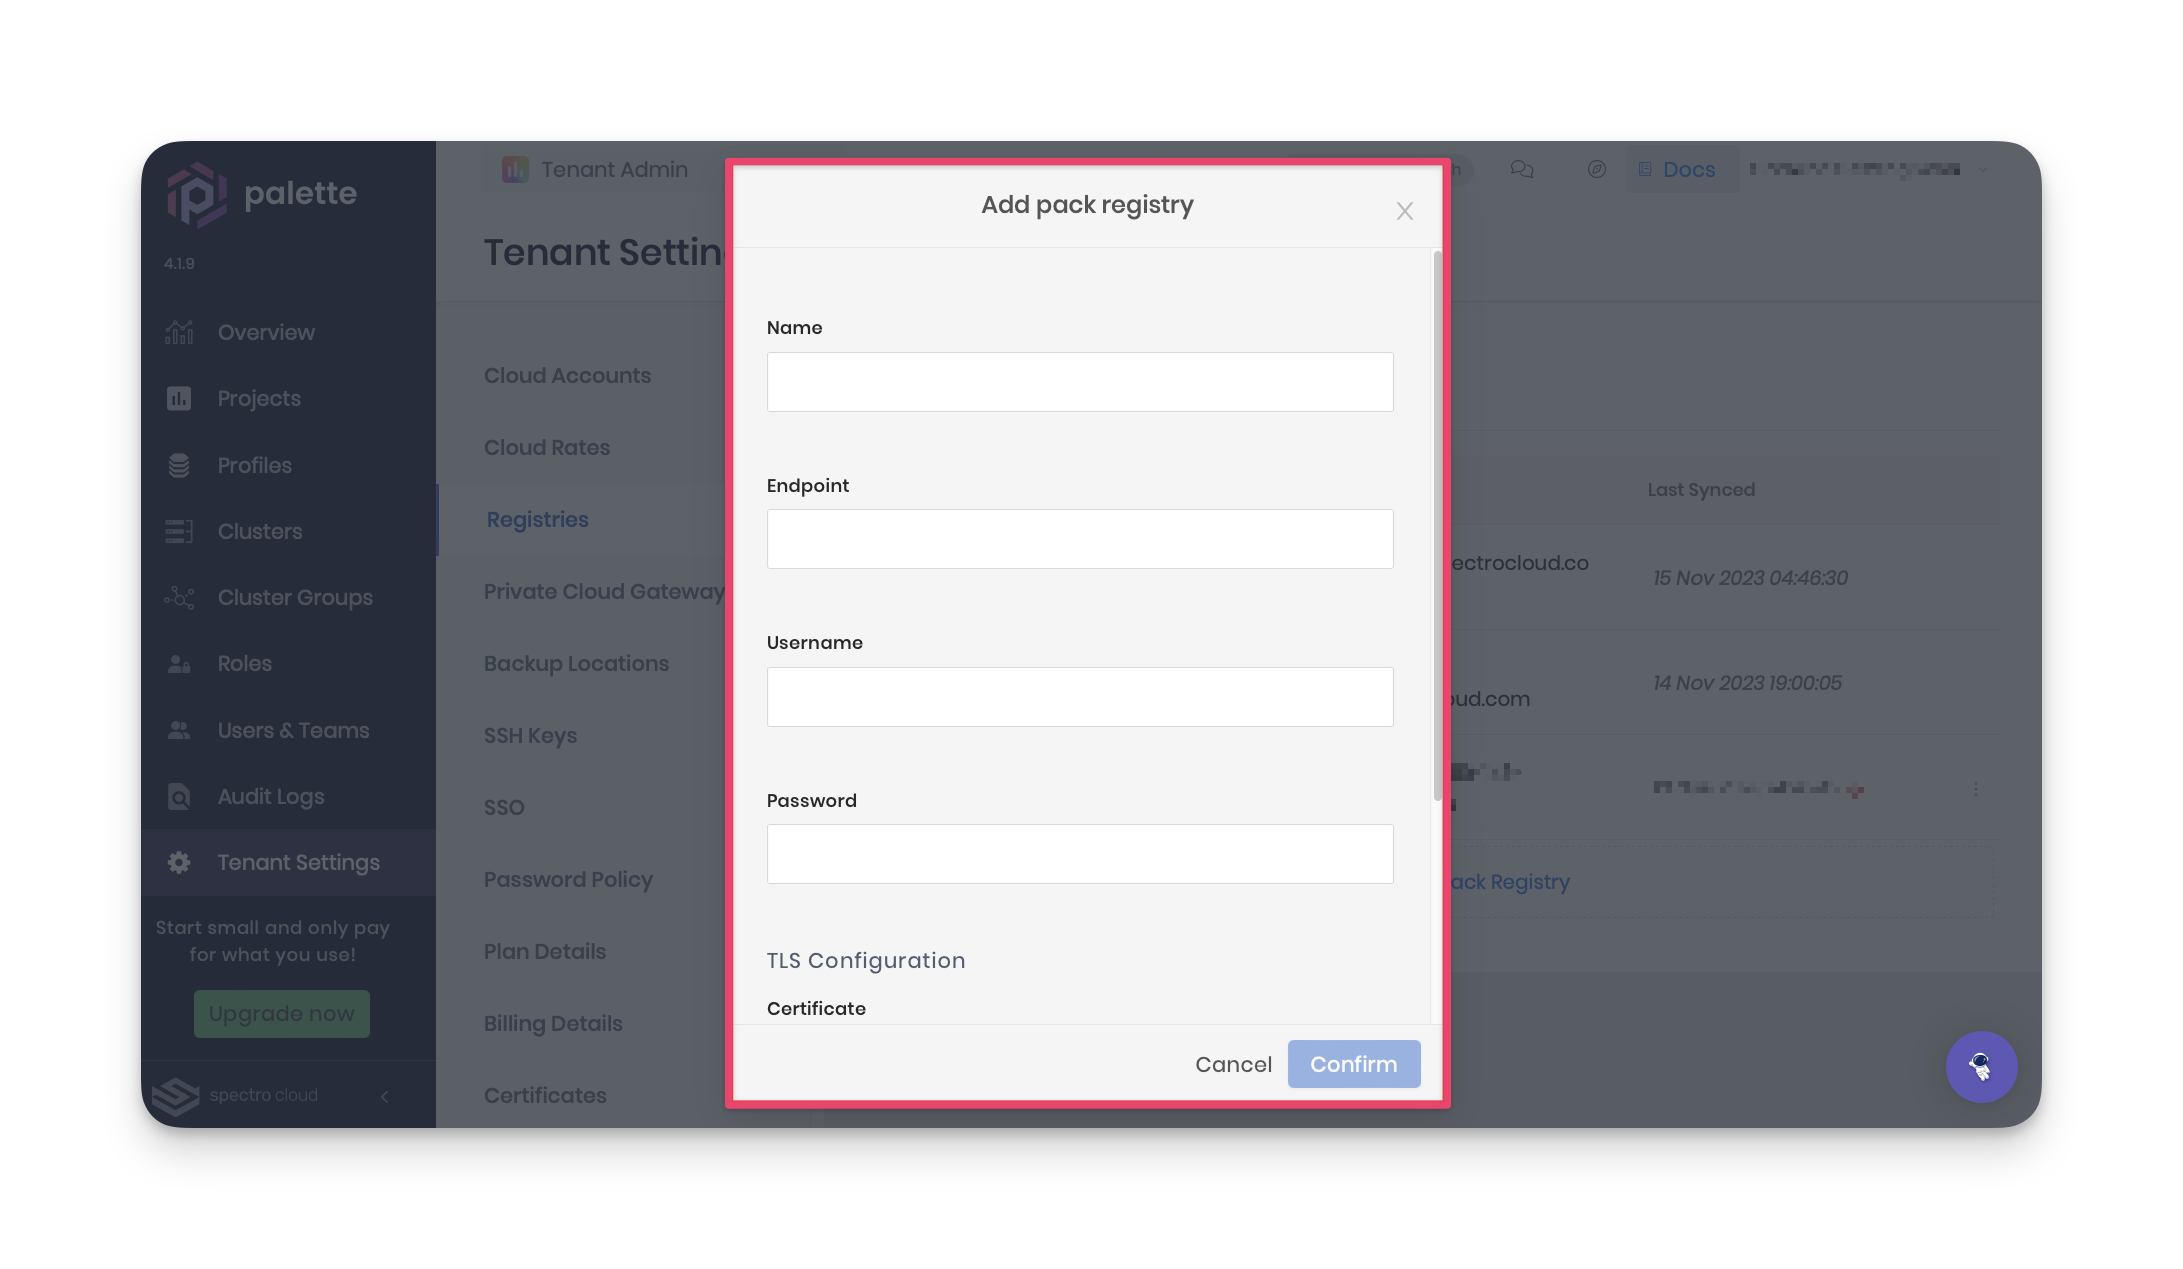 palette
4.1.9
Overview
Projects
Profiles
Clusters
Cluster Groups
Roles
Users & Teams
Audit Logs
Tenant Settings
Start small and only pay
for what you use!
Upgrade now
spectro cloud
Tenant Admin
Docs
Tenant Settin
Cloud Accounts
Cloud Rates
Registries
Private Cloud Gateway
Backup Locations
SSH Keys
SSO
Password Policy
Plan Details
Billing Details
Certificates
Add pack registry
Name
Endpoint
Username
Password
TLS Configuration
Certificate
Cancel
Confirm
Last Synced
ectrocloud.co
15 Nov 2023 04:46:30
oud.com
14 Nov 2023 19:00:05
ack Registry